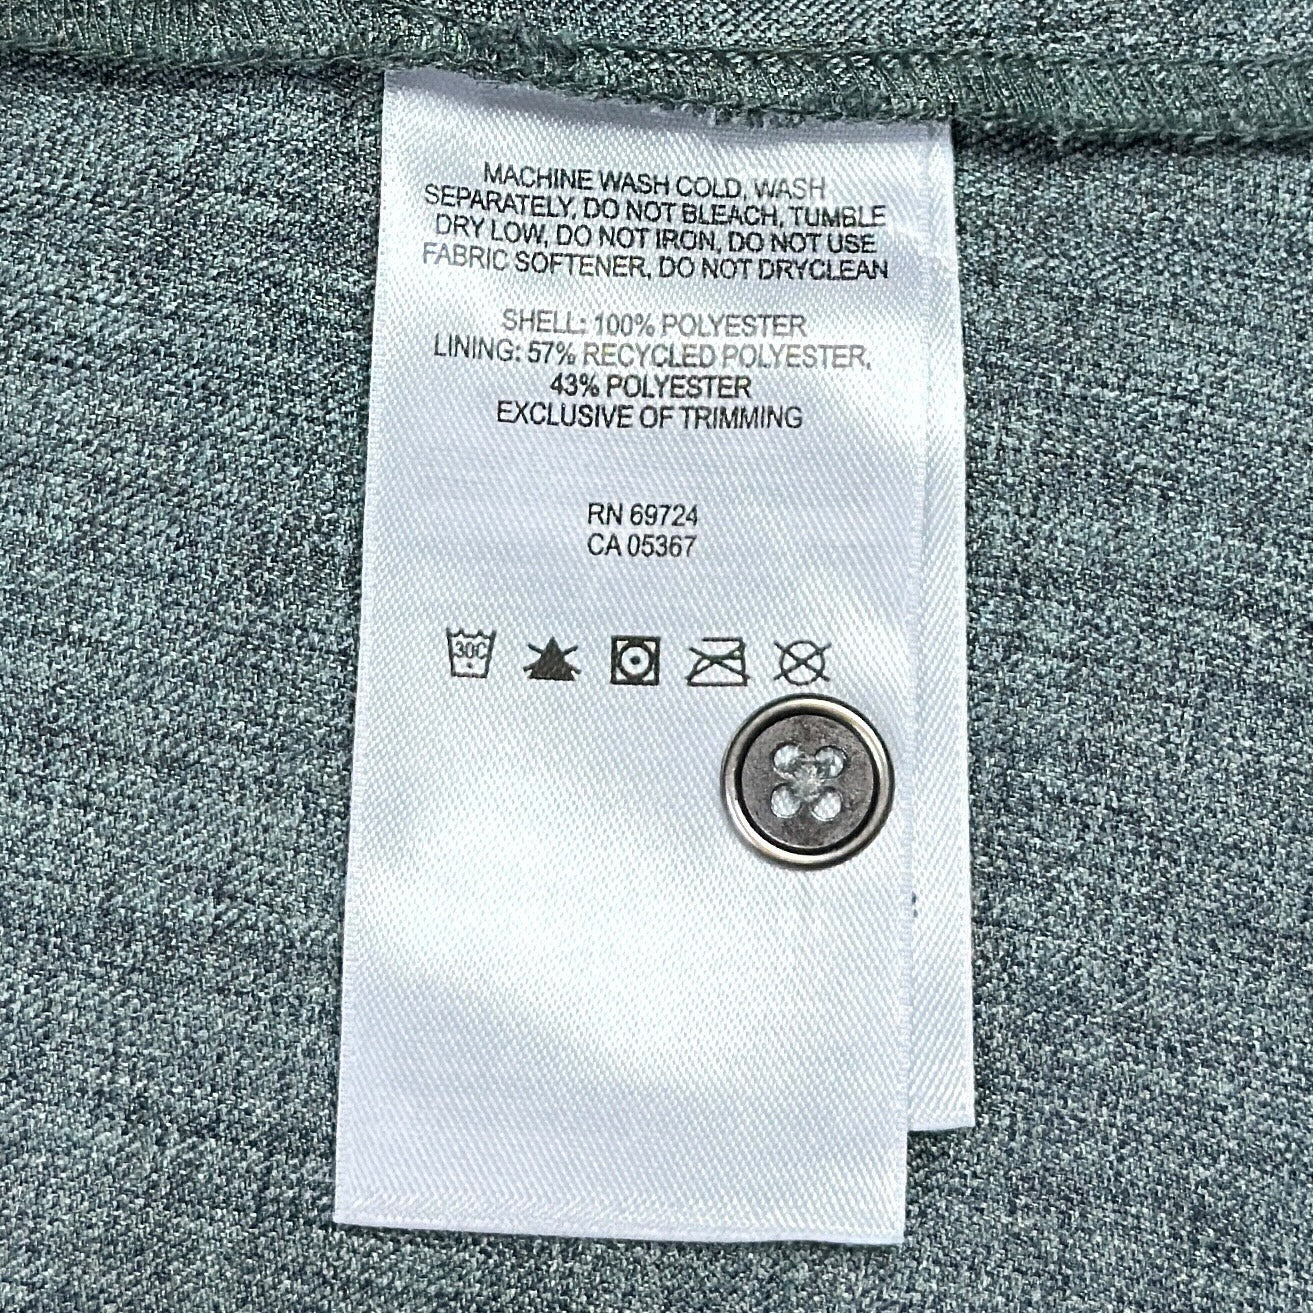 MACHINE WASH COLD, WASH
SEPARATELY, DO NOT BLEACH, TUMBLE
DRY LOW, DO NOT IRON, DO NOT USE
FABRIC SOFTENER, DO NOT DRYCLEAN
SHELL: 100% POLYESTER
LINING: 57% RECYCLED POLYESTER,
43% POLYESTER
EXCLUSIVE OF TRIMMING
RN 69724
CA 05367
30C